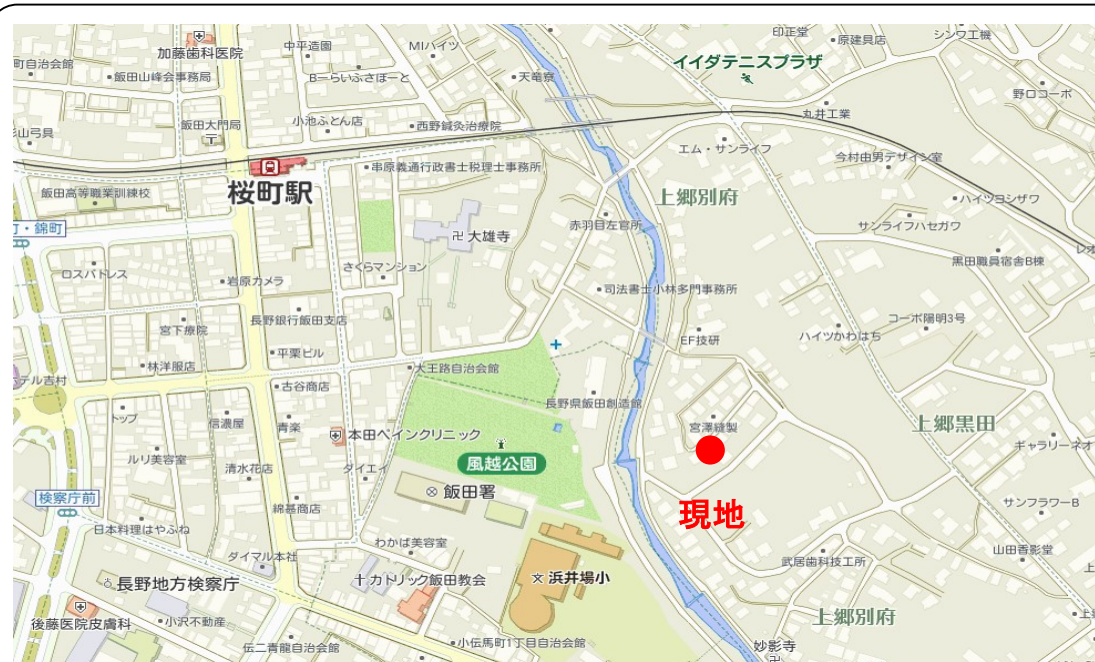 加藤歯科医院
中平造園
MIハイツ
印正堂
原建具店
シンワ工機
町自治会館
飯田山峰会事務局
B－らいふさぽーと
天竜寮
イイダテニスプラザ
野口コーポ
飯田大門局
小池ふとん店
西野鍼灸治療院
丸井工業
山弓具
エム・サンライフ
今村由男デザイン室
桜町駅
串原義通行政書士税理士事務所
飯田高等職業訓練校
上郷別府
ハイツヨシザワ
町・錦町
大雄寺
赤羽目左官所
サンライフハセガワ
レオ
ロスパトレス
岩原カメラ
さくらマンション
司法書士小林多門事務所
黒田職員宿舎B棟
宮下療院
長野銀行飯田支店
コーポ陽明3号
平栗ビル
EF技研
ハイツかわはち
林洋服店
大王路自治会館
テル吉村
古谷商店
長野県飯田創造館
トップ
信濃屋
青楽
本田ペインクリニック
宮澤縫製
上郷黒田
ギャラリーネオ
ルリ美容室
清水花店
ダイエイ
風越公園
検察庁前
綿甚商店
飯田署
現地
サンフラワーB
日本料理はやふね
わかば美容室
ダイマル本社
山田香影堂
長野地方検察庁
カトリック飯田教会
浜井場小
武居歯科技工所
上
後藤医院皮膚科
小沢不動産
上郷別府
上
伝二青龍自治会館
小伝馬町1丁目自治会館
妙影寺